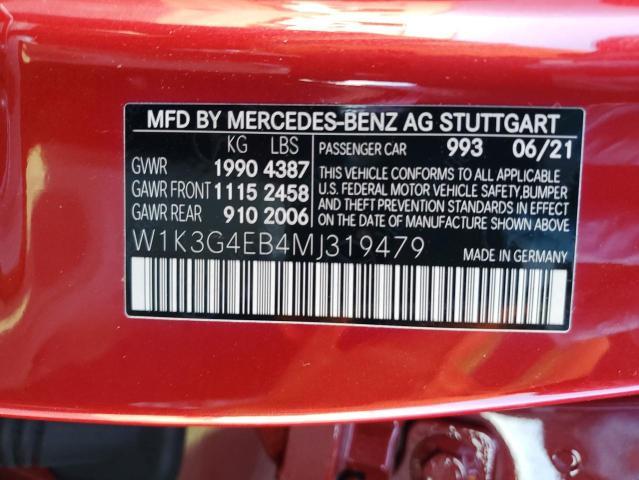 MFD BY MERCEDES-BENZ AG STUTTGART
KG LBS PASSENGER CAR 993 06/21
GVWR 1990 4387
GAWR FRONT 1115 2458
GAWR REAR 910 2006
THIS VEHICLE CONFORMS TO ALL APPLICABLE
U.S. FEDERAL MOTOR VEHICLE SAFETY, BUMPER
AND THEFT PREVENTION STANDARDS IN EFFECT
ON THE DATE OF MANUFACTURE SHOWN ABOVE
W1K3G4EB4MJ319479 MADE IN GERMANY